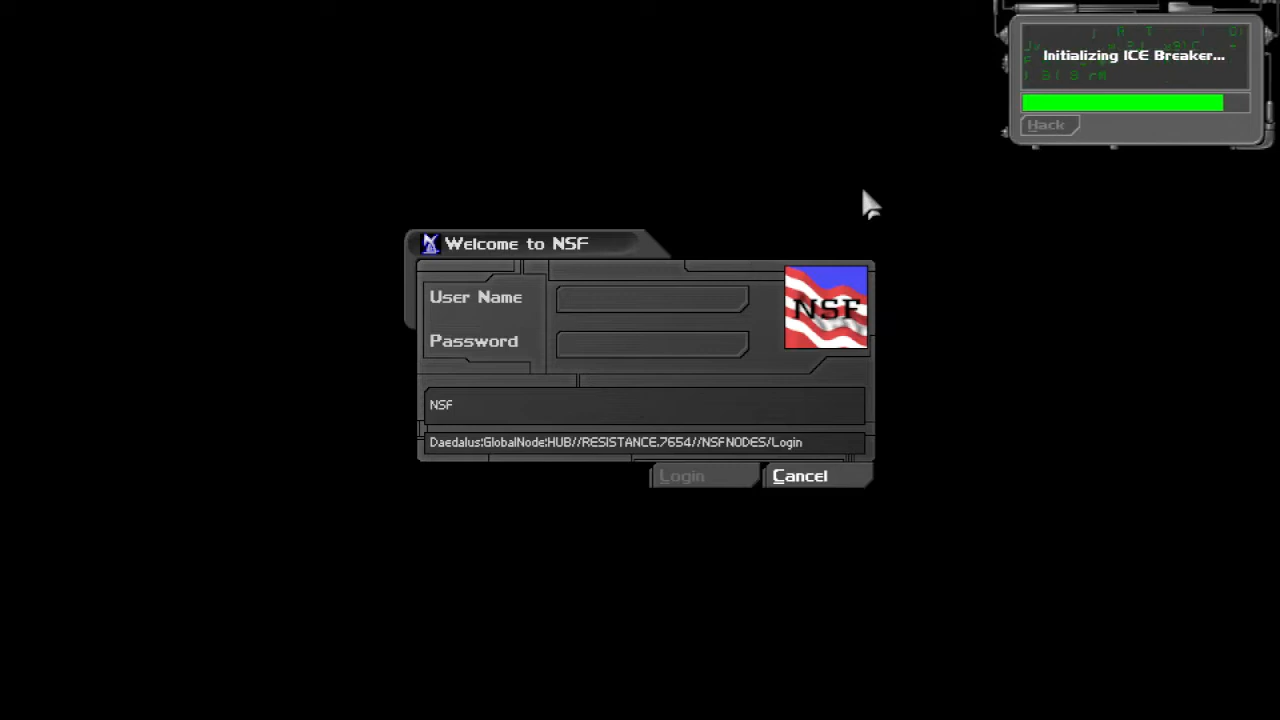 Initializing ICE Breaker...
Hack
Welcome to NSF
User Name
NSF
Password
NSF
Daedalus:GlobalNode:HUB//RESISTANCE.7654//NSFNODES/Login
Login
Cancel